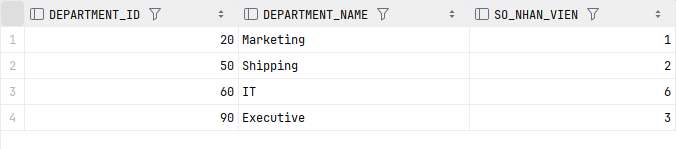 DEPARTMENT_ID DEPARTMENT_NAME SO_NHAN_VIEN
1 20 Marketing 1
2 50 Shipping 2
3 60 IT 6
4 90 Executive 3